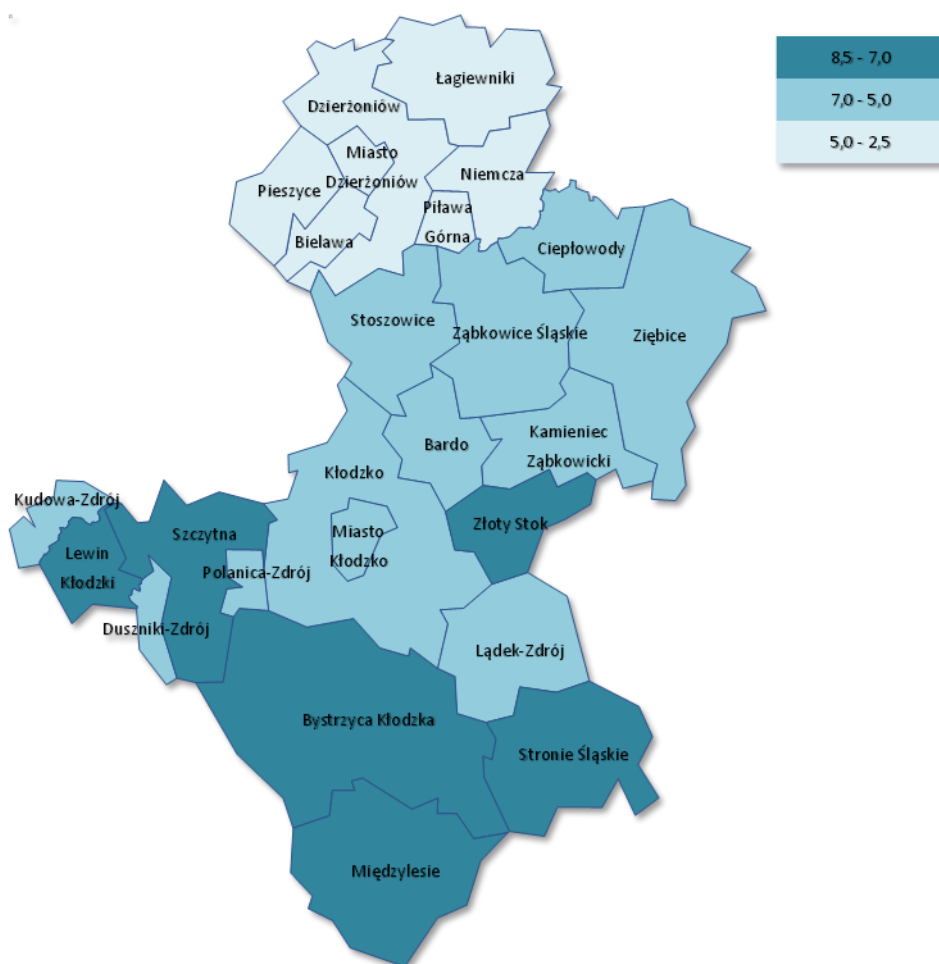 8,5 - 7,0
7,0 - 5,0
5,0 - 2,5
Łagiewniki
Dzierżoniów
Miasto
Dzierżoniów
Niemcza
Pieszyce
Piława
Górna
Bielawa
Ciepłowody
Stoszowice
Ząbkowice Śląskie
Ziębice
Bardo
Kamieniec
Ząbkowicki
Kłodzko
Kudowa-Zdrój
Szczytna
Złoty Stok
Miasto
Kłodzko
Lewin
Kłodzki
Polanica-Zdrój
Duszniki-Zdrój
Lądek-Zdrój
Bystrzyca Kłodzka
Stronie Śląskie
Międzylesie